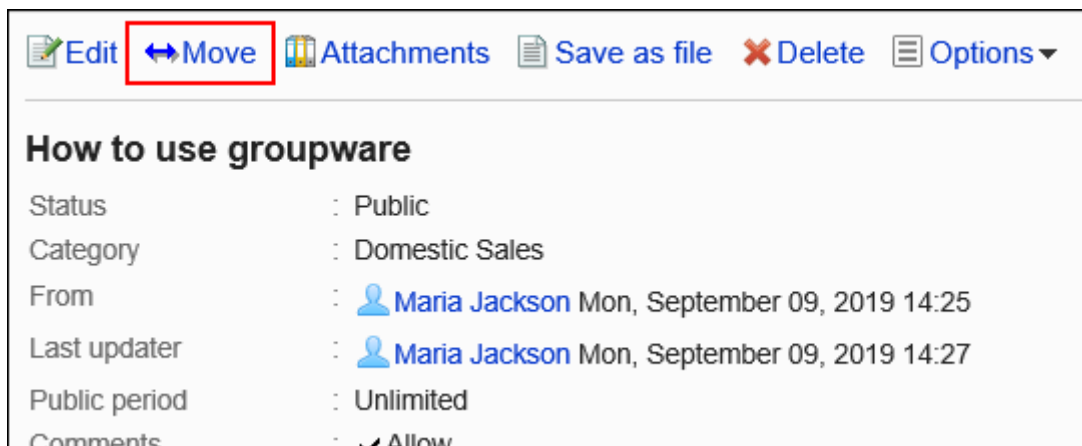 Edit Move Attachments Save as file Delete Options
How to use groupware
Status : Public
Category : Domestic Sales
From : Maria Jackson Mon, September 09, 2019 14:25
Last updater : Maria Jackson Mon, September 09, 2019 14:27
Public period : Unlimited
Comments : Allow